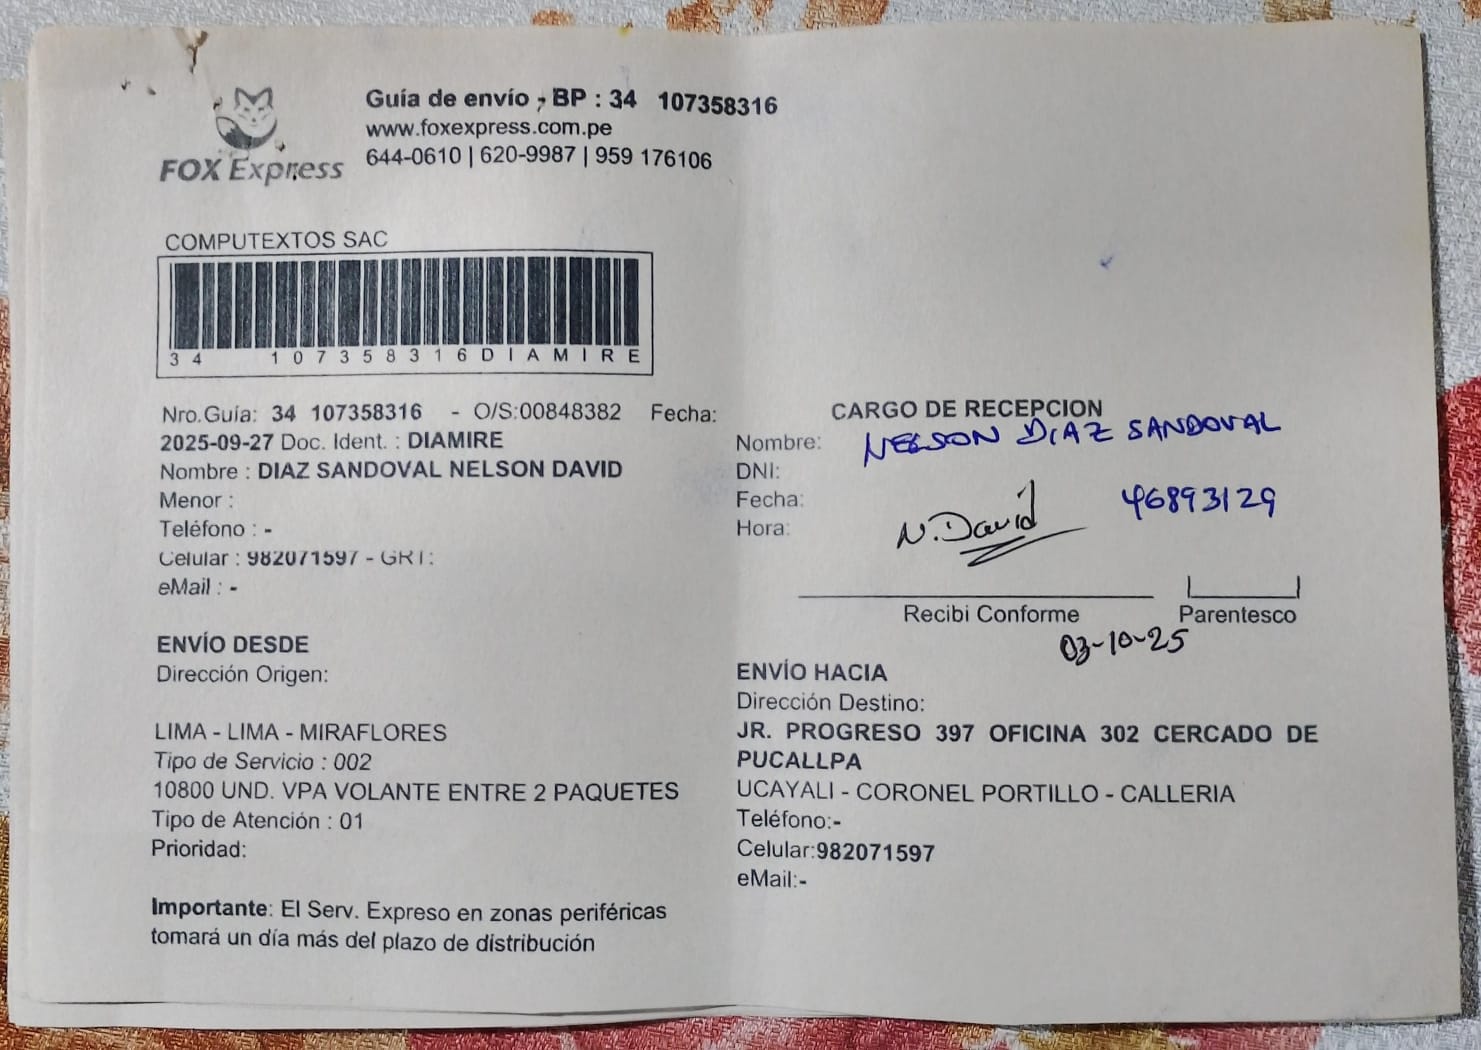 Guía de envío - BP : 34 107358316
www.foxexpress.com.pe
644-0610 | 620-9987 | 959 176106
FOX Express
COMPUTEXTOS SAC
34 107358316DIAMIRE
Nro.Guía: 34 107358316 - O/S:00848382 Fecha:
2025-09-27 Doc. Ident. : DIAMIRE
Nombre : DIAZ SANDOVAL NELSON DAVID
Menor :
Teléfono : -
Celular : 982071597 - GRT:
eMail : -
ENVÍO DESDE
Dirección Origen:
LIMA - LIMA - MIRAFLORES
Tipo de Servicio : 002
10800 UND. VPA VOLANTE ENTRE 2 PAQUETES
Tipo de Atención : 01
Prioridad:
Importante: El Serv. Expreso en zonas periféricas
tomará un día más del plazo de distribución
CARGO DE RECEPCION
Nombre: NELSON DIAZ SANDOVAL
DNI:
Fecha: 46893129
Hora: N. David
Recibi Conforme Parentesco
03-10-25
ENVÍO HACIA
Dirección Destino:
JR. PROGRESO 397 OFICINA 302 CERCADO DE
PUCALLPA
UCAYALI - CORONEL PORTILLO - CALLERIA
Teléfono:-
Celular:982071597
eMail:-